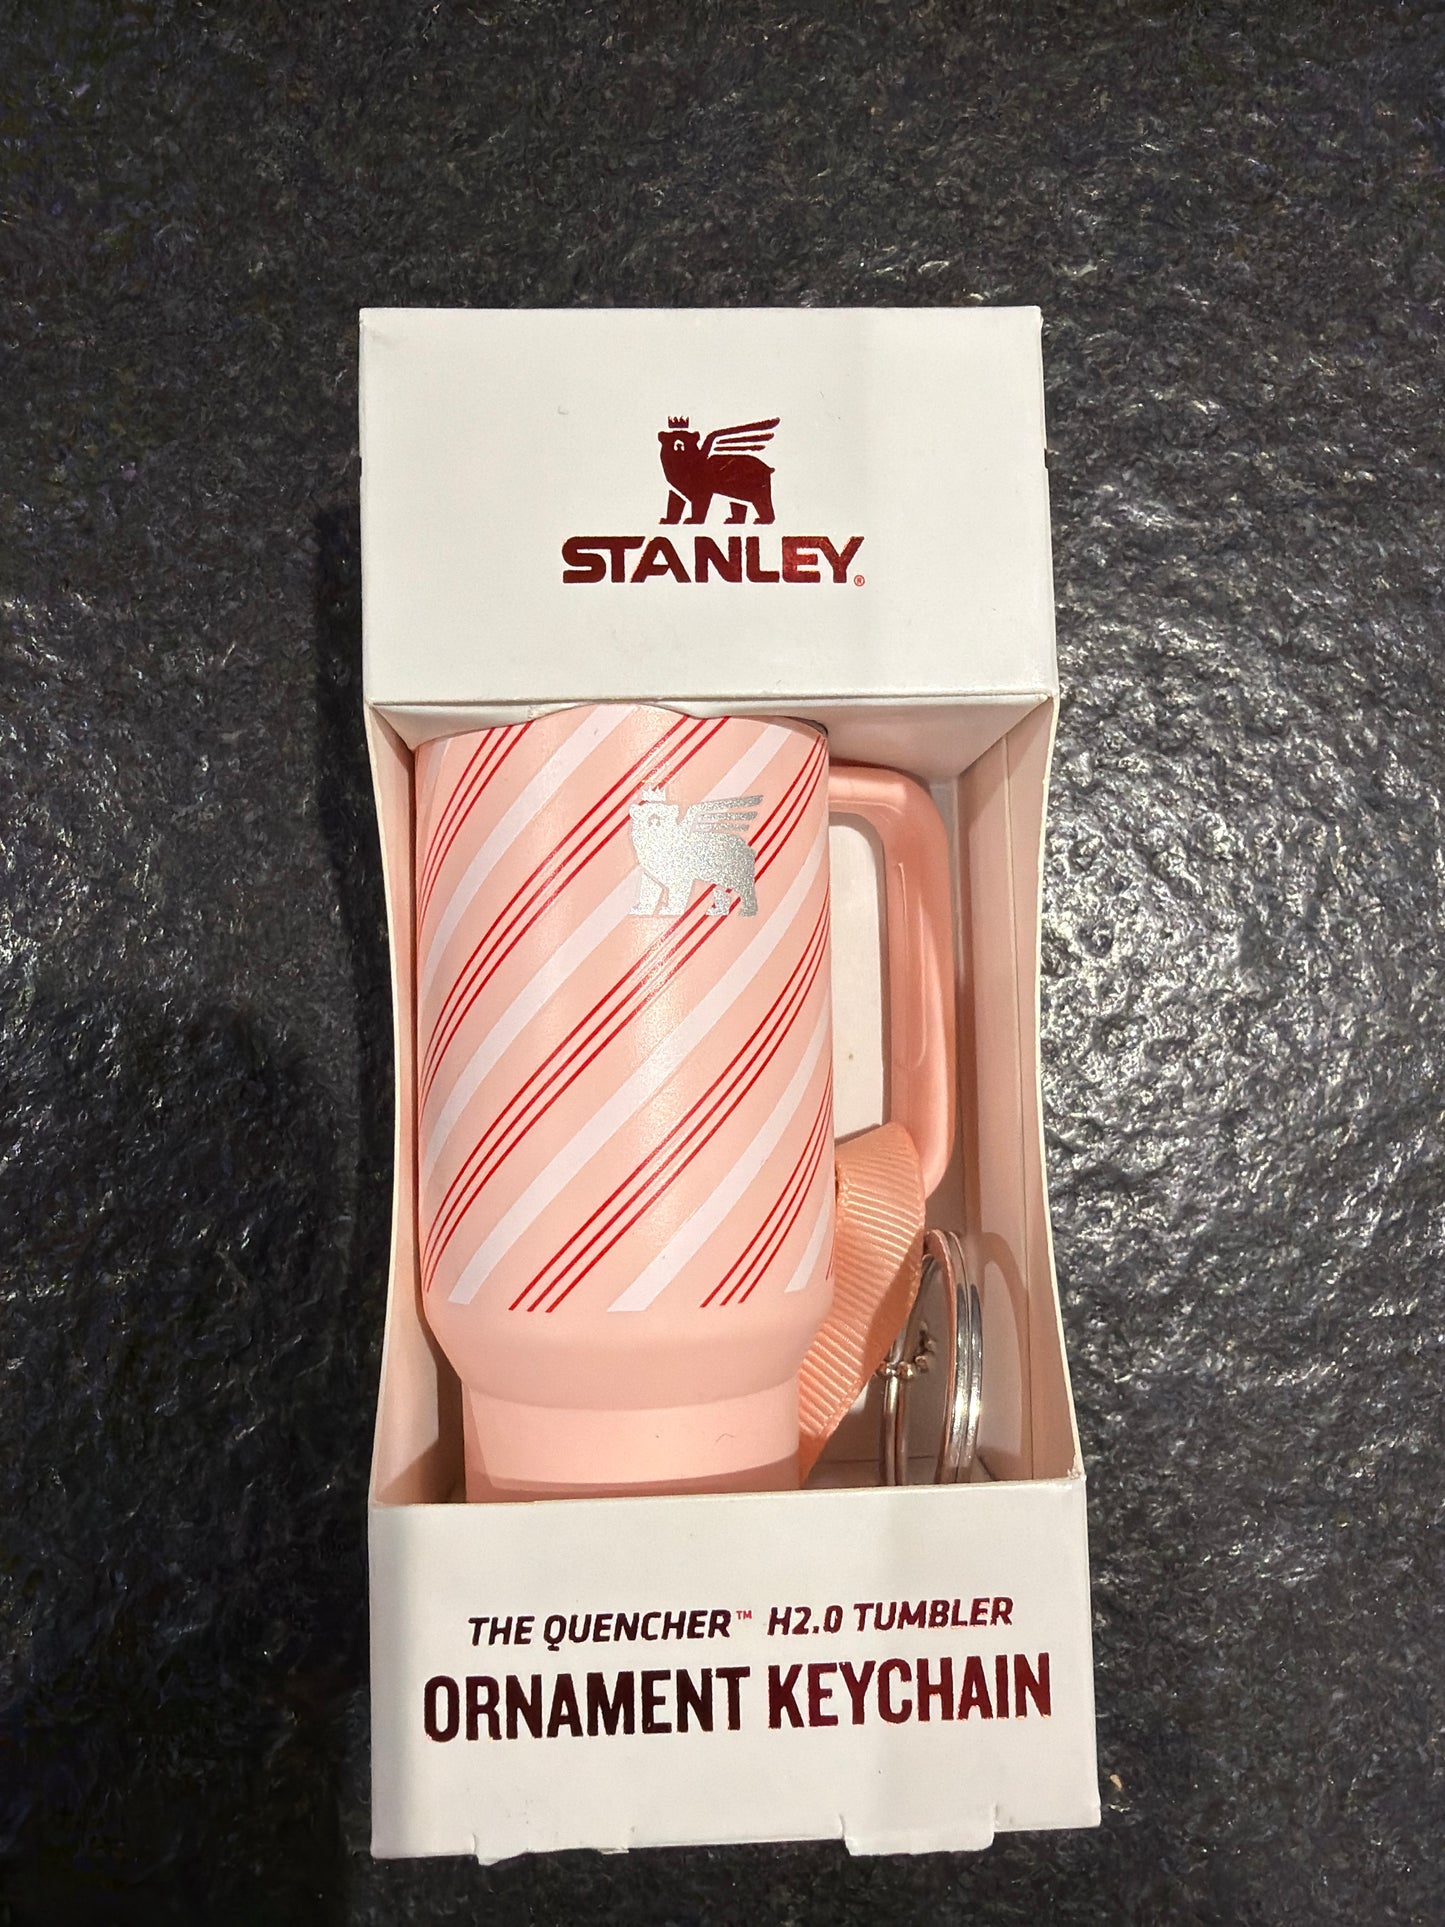 STANLEY®
THE QUENCHER™ H2.0 TUMBLER
ORNAMENT KEYCHAIN